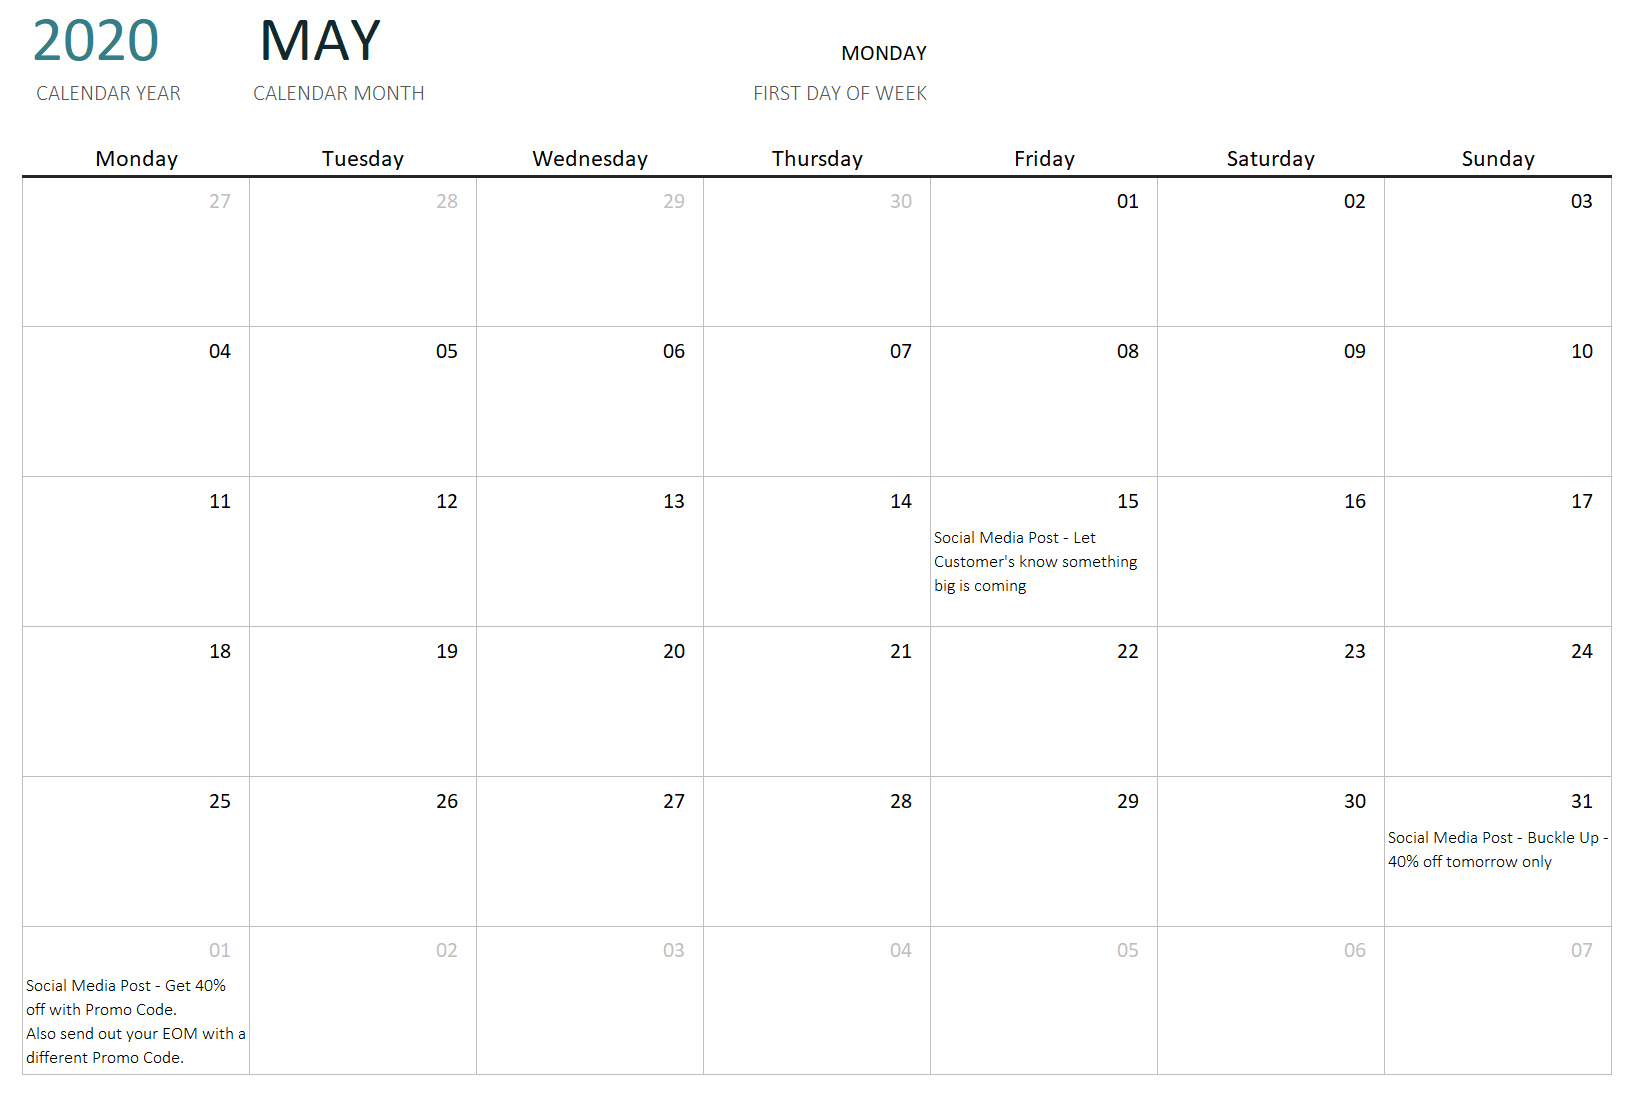 2020 MAY MONDAY
CALENDAR YEAR CALENDAR MONTH FIRST DAY OF WEEK
Monday Tuesday Wednesday Thursday Friday Saturday Sunday
27 28 29 30 01 02 03
04 05 06 07 08 09 10
11 12 13 14 15 16 17
Social Media Post - Let
Customer's know something
big is coming
18 19 20 21 22 23 24
25 26 27 28 29 30 31
Social Media Post - Buckle Up -
40% off tomorrow only
01 02 03 04 05 06 07
Social Media Post - Get 40%
off with Promo Code.
Also send out your EOM with a
different Promo Code.